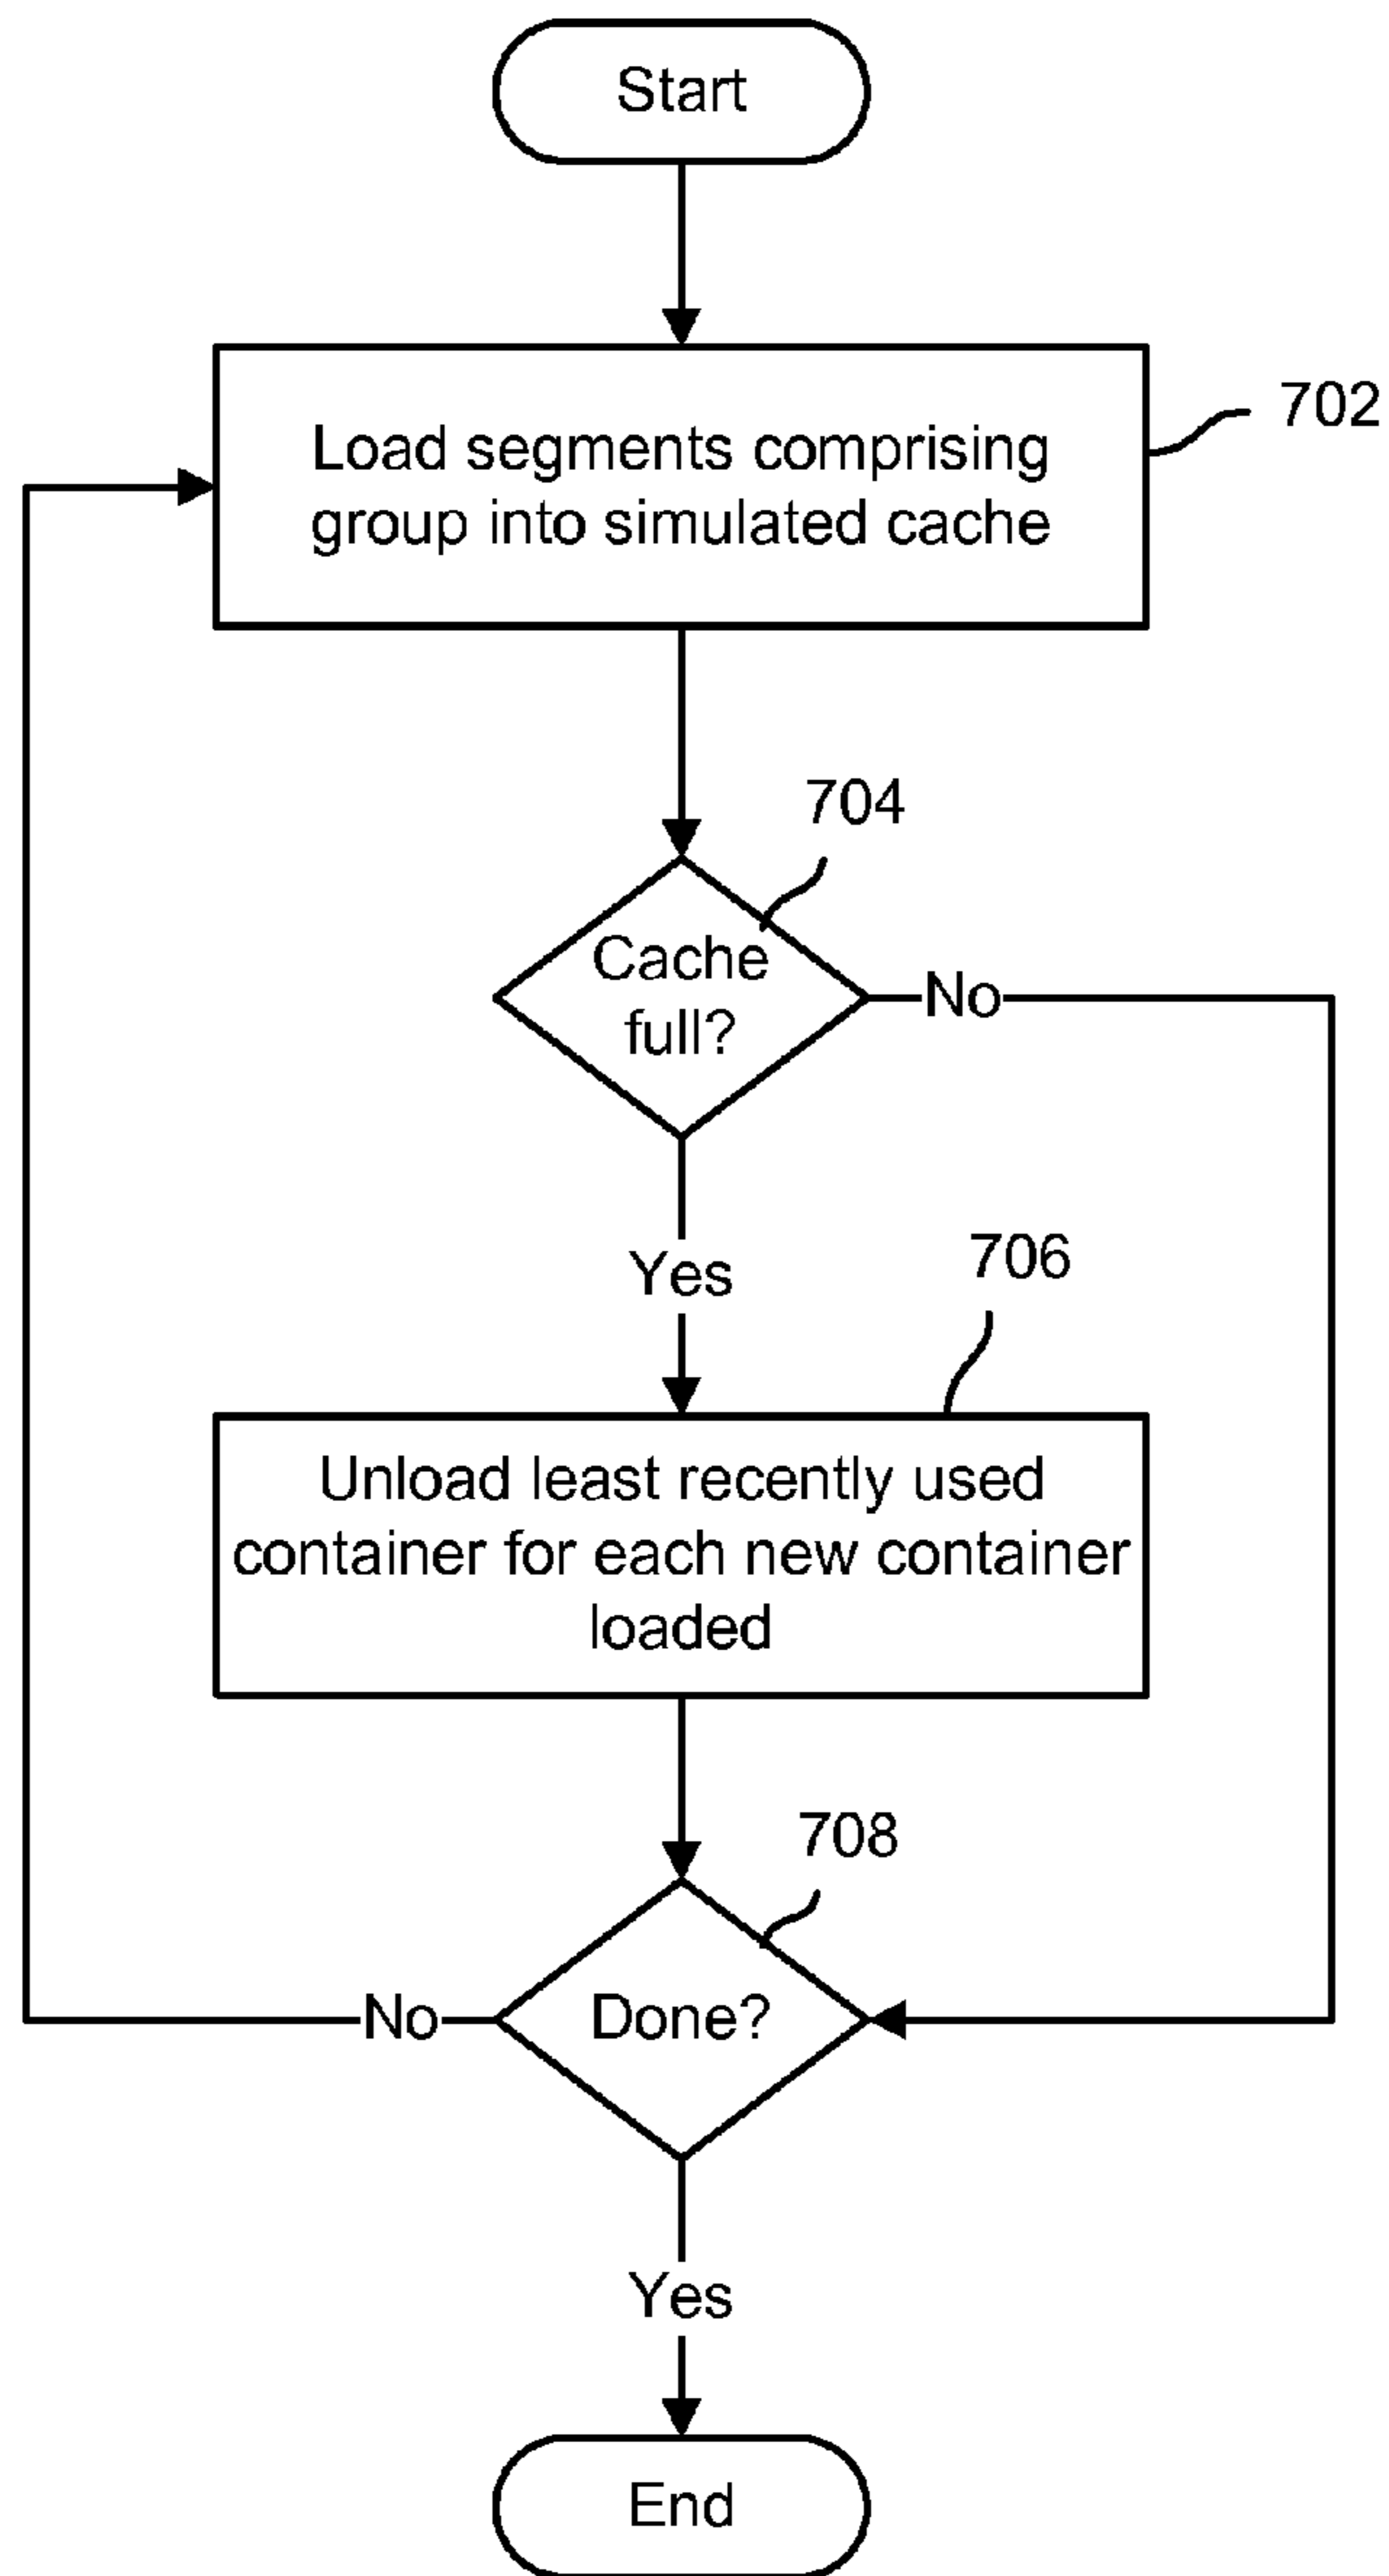 Start
702
Load segments comprising
group into simulated cache
704
Cache
full?
No
Yes
706
Unload least recently used
container for each new container
loaded
708
Done?
No
Yes
End